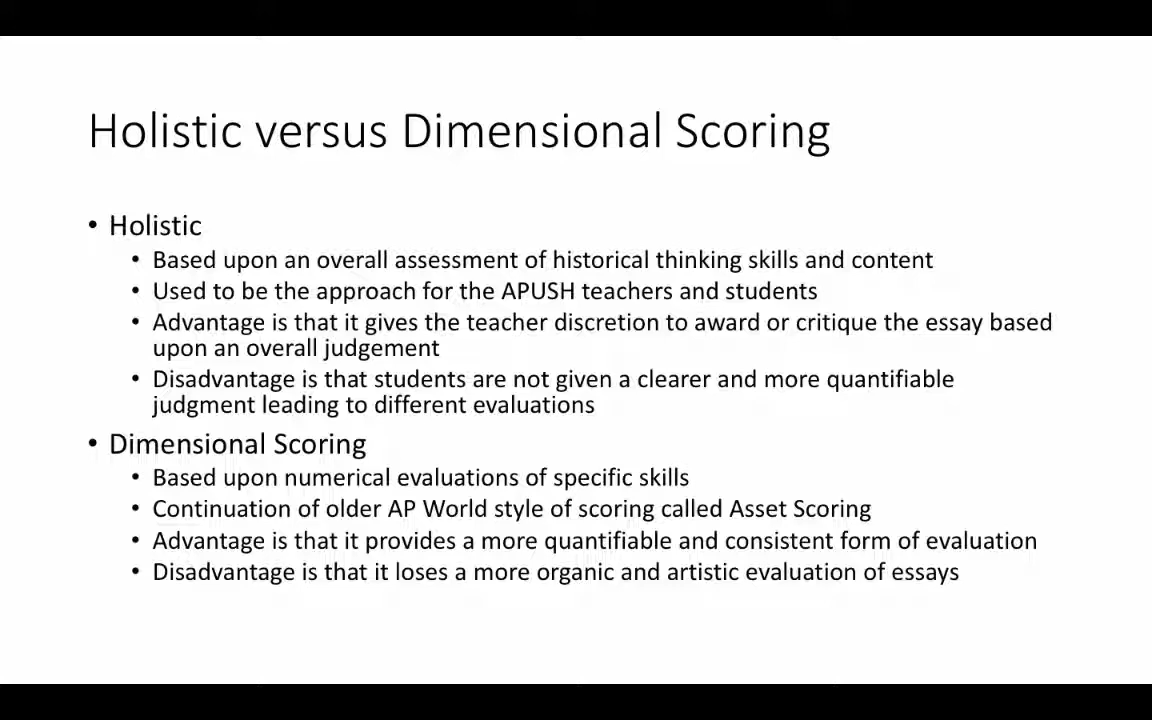 Holistic versus Dimensional Scoring
• Holistic
• Based upon an overall assessment of historical thinking skills and content
• Used to be the approach for the APUSH teachers and students
• Advantage is that it gives the teacher discretion to award or critique the essay based
upon an overall judgement
• Disadvantage is that students are not given a clearer and more quantifiable
judgment leading to different evaluations
• Dimensional Scoring
• Based upon numerical evaluations of specific skills
• Continuation of older AP World style of scoring called Asset Scoring
• Advantage is that it provides a more quantifiable and consistent form of evaluation
• Disadvantage is that it loses a more organic and artistic evaluation of essays